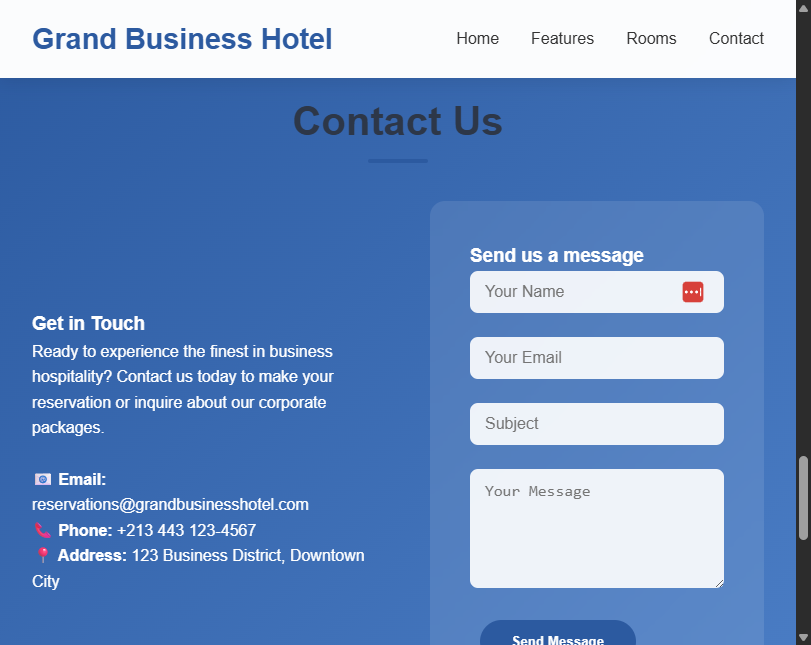 Grand Business Hotel
Home Features Rooms Contact
Contact Us
Get in Touch
Ready to experience the finest in business
hospitality? Contact us today to make your
reservation or inquire about our corporate
packages.
Email:
reservations@grandbusinesshotel.com
Phone: +213 443 123-4567
Address: 123 Business District, Downtown
City
Send us a message
Your Name
Your Email
Subject
Your Message
Send Message